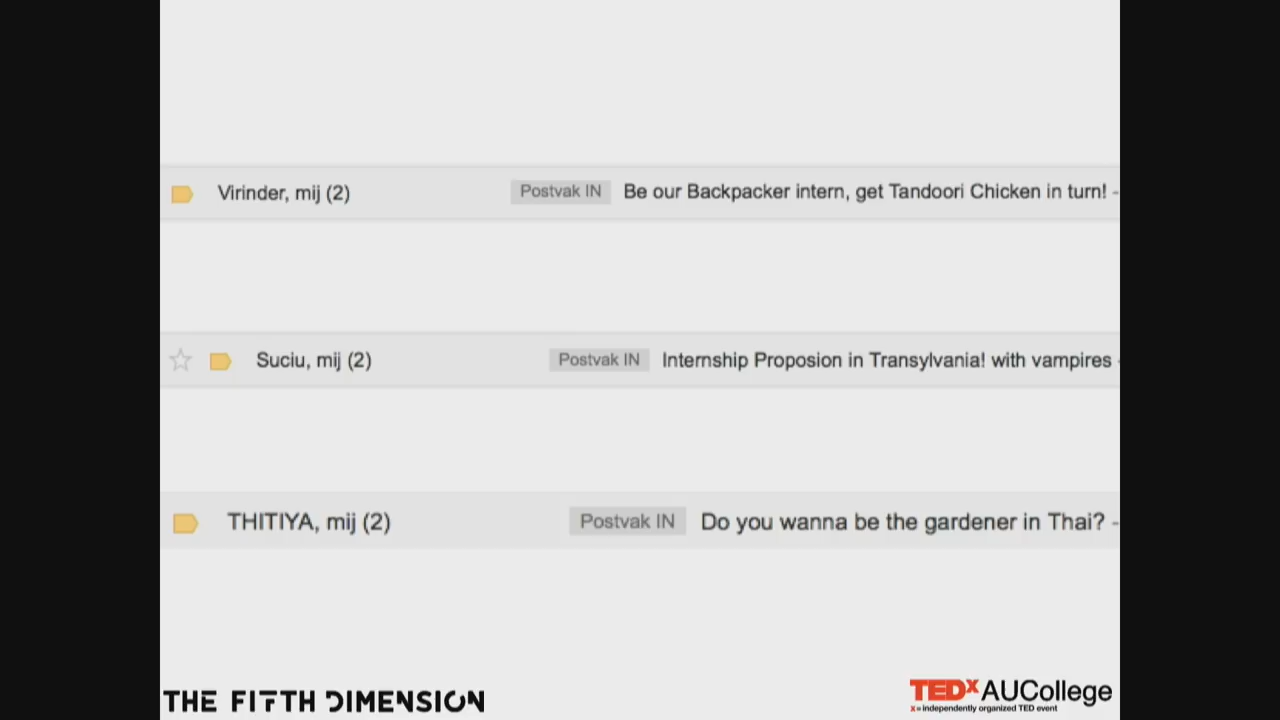 Virinder, mij (2) Postvak IN Be our Backpacker intern, get Tandoori Chicken in turn! -
Suciu, mij (2) Postvak IN Internship Proposion in Transylvania! with vampires -
THITIYA, mij (2) Postvak IN Do you wanna be the gardener in Thai? -
THE FIFTH DIMENSION
TEDx AUCollege
x = independently organized TED event